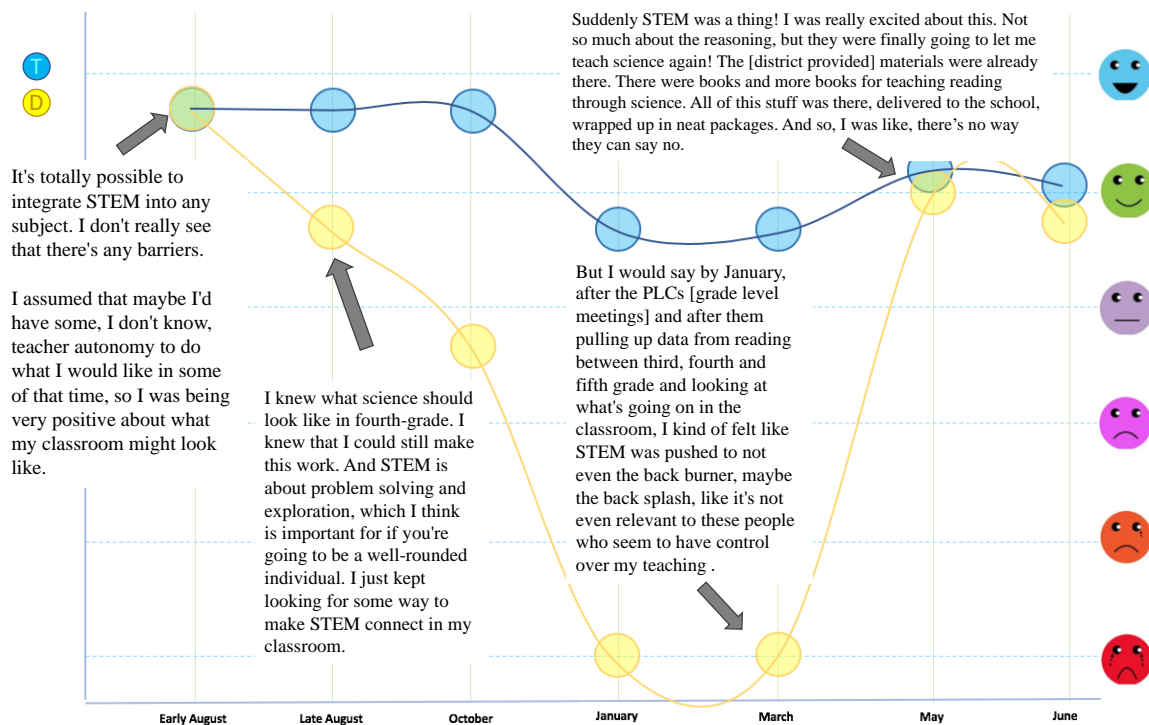 T
D
Suddenly STEM was a thing! I was really excited about this. Not
so much about the reasoning, but they were finally going to let me
teach science again! The [district provided] materials were already
there. There were books and more books for teaching reading
through science. All of this stuff was there, delivered to the school,
wrapped up in neat packages. And so, I was like, there’s no way
they can say no.
It's totally possible to
integrate STEM into any
subject. I don't really see
that there's any barriers.
I assumed that maybe I'd
have some, I don't know,
teacher autonomy to do
what I would like in some
of that time, so I was being
very positive about what
my classroom might look
like.
I knew what science should
look like in fourth-grade. I
knew that I could still make
this work. And STEM is
about problem solving and
exploration, which I think
is important for if you're
going to be a well-rounded
individual. I just kept
looking for some way to
make STEM connect in my
classroom.
But I would say by January,
after the PLCs [grade level
meetings] and after them
pulling up data from reading
between third, fourth and
fifth grade and looking at
what's going on in the
classroom, I kind of felt like
STEM was pushed to not
even the back burner, maybe
the back splash, like it's not
even relevant to these people
who seem to have control
over my teaching .
Early August
Late August
October
January
March
May
June